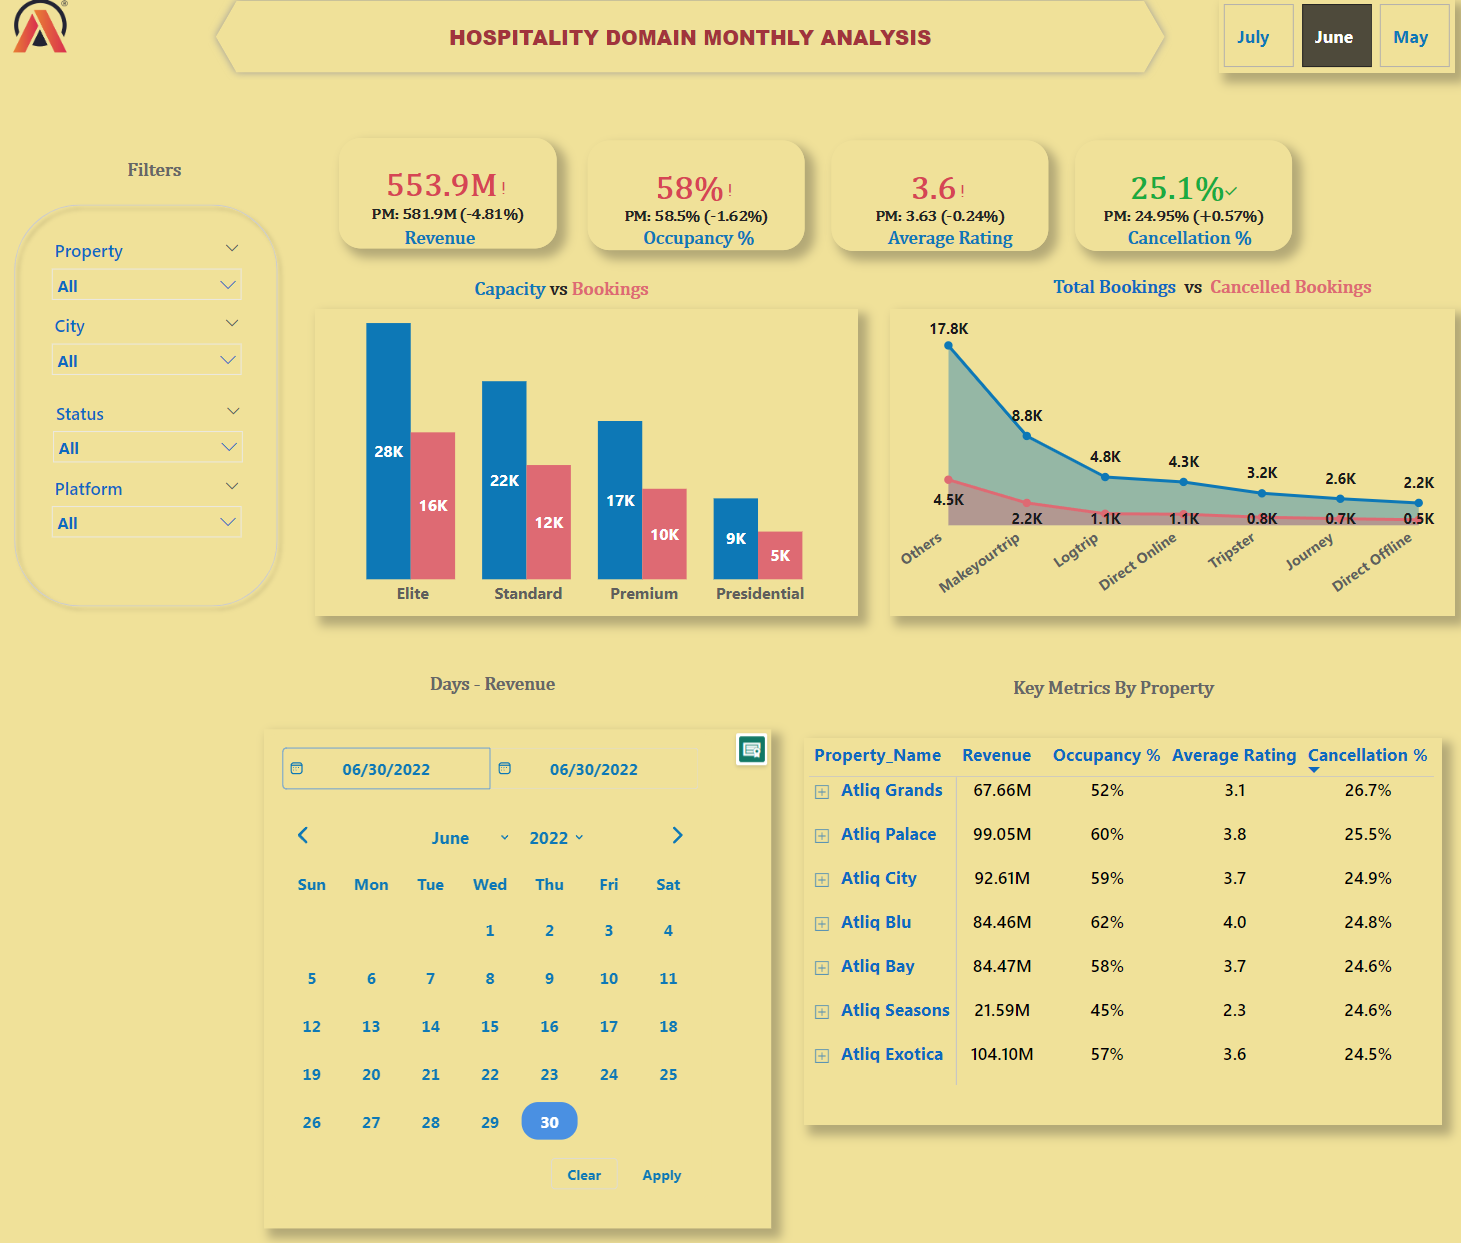 ®
HOSPITALITY DOMAIN MONTHLY ANALYSIS
July
June
May
Filters
Property
All
City
All
Status
All
Platform
All
553.9M!
PM: 581.9M (-4.81%)
Revenue
58%!
PM: 58.5% (-1.62%)
Occupancy %
3.6!
PM: 3.63 (-0.24%)
Average Rating
25.1%
PM: 24.95% (+0.57%)
Cancellation %
Capacity vs Bookings
28K
16K
22K
12K
17K
10K
9K
5K
Elite Standard Premium Presidential
Total Bookings vs Cancelled Bookings
17.8K
8.8K
4.8K
4.3K
3.2K
2.6K
2.2K
4.5K
2.2K
1.1K
1.1K
0.8K
0.7K
0.5K
Others
Makeyourtrip
Logtrip
Direct Online
Tripster
Journey
Direct Offline
Days - Revenue
06/30/2022 06/30/2022
June 2022
Sun Mon Tue Wed Thu Fri Sat
1 2 3 4
5 6 7 8 9 10 11
12 13 14 15 16 17 18
19 20 21 22 23 24 25
26 27 28 29 30
Clear Apply
Key Metrics By Property
Property_Name Revenue Occupancy % Average Rating Cancellation %
Atliq Grands 67.66M 52% 3.1 26.7%
Atliq Palace 99.05M 60% 3.8 25.5%
Atliq City 92.61M 59% 3.7 24.9%
Atliq Blu 84.46M 62% 4.0 24.8%
Atliq Bay 84.47M 58% 3.7 24.6%
Atliq Seasons 21.59M 45% 2.3 24.6%
Atliq Exotica 104.10M 57% 3.6 24.5%